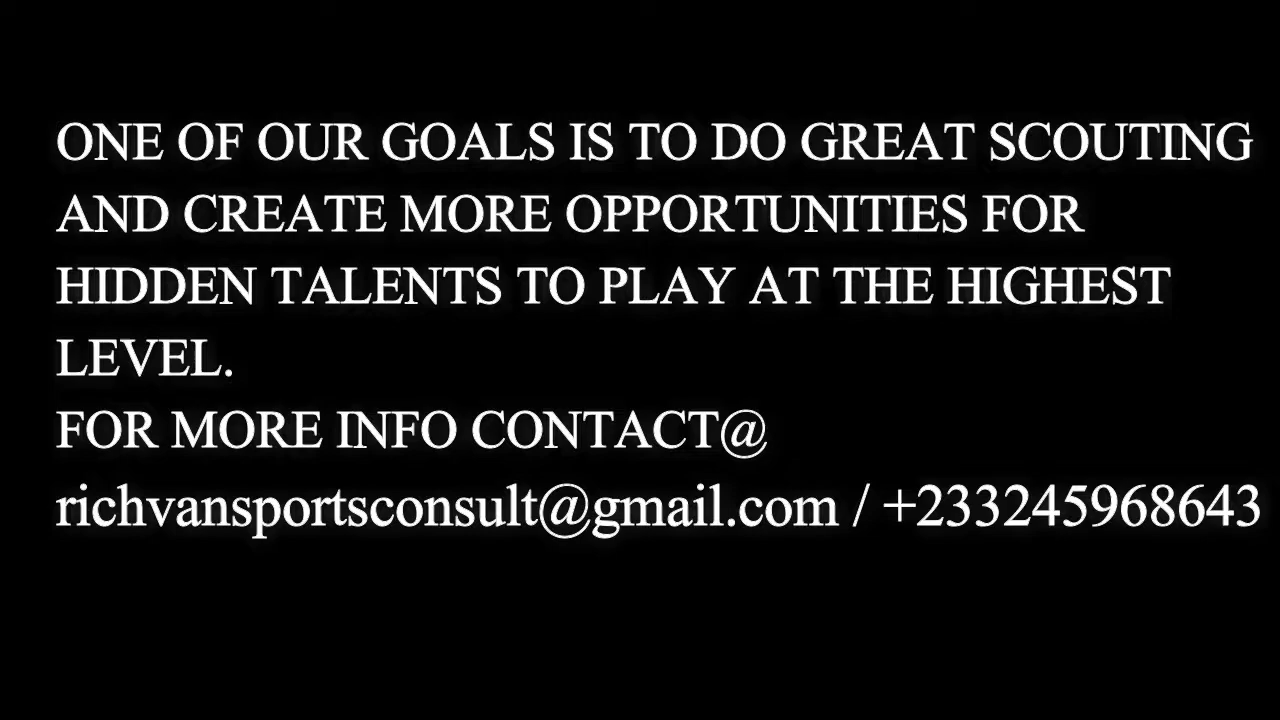 ONE OF OUR GOALS IS TO DO GREAT SCOUTING
AND CREATE MORE OPPORTUNITIES FOR
HIDDEN TALENTS TO PLAY AT THE HIGHEST
LEVEL.
FOR MORE INFO CONTACT@
richvansportsconsult@gmail.com / +233245968643